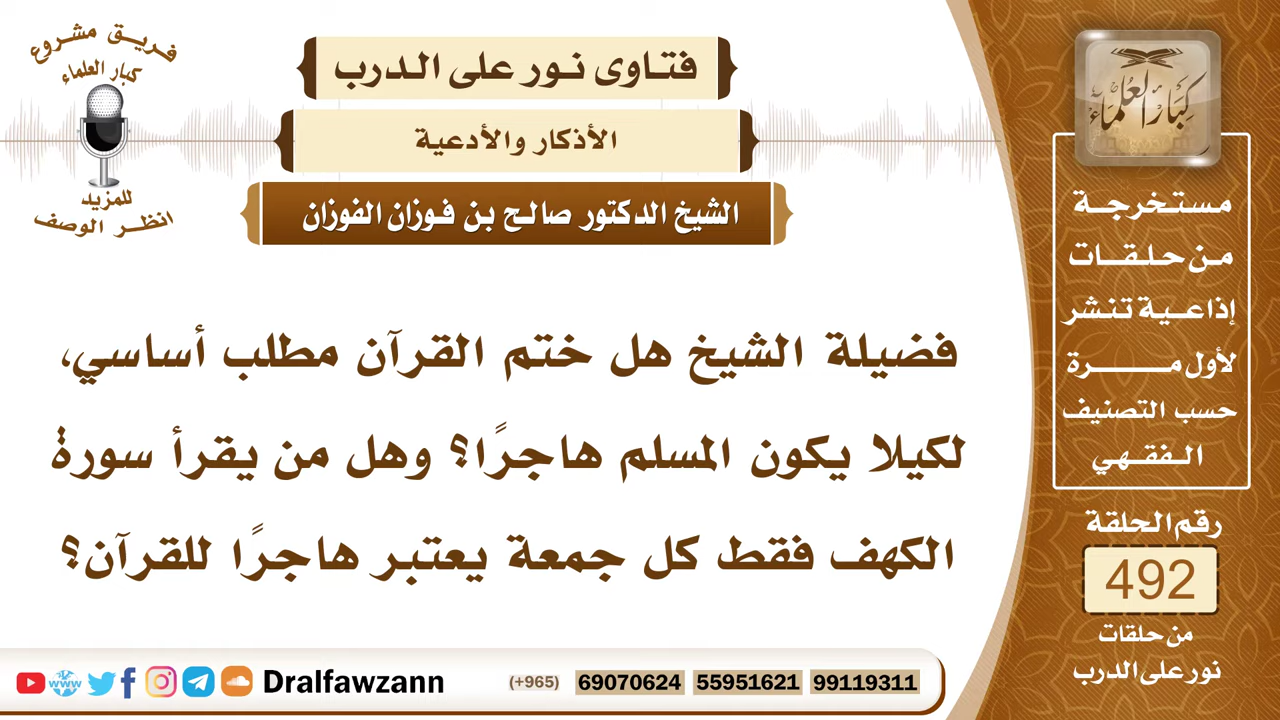 فريق مشروع
كبار العلماء
للمزيد
انظر الوصف
فتاوى نور على الدرب
الأذكار والأدعية
الشيخ الدكتور صالح بن فوزان الفوزان
فضيلة الشيخ هل ختم القرآن مطلب أساسي،
لكيلا يكون المسلم هاجرًا؟ وهل من يقرأ سورة
الكهف فقط كل جمعة يعتبر هاجرًا للقرآن؟
كبار العلماء
مستخرجة
من حلقات
إذاعية تنشر
لأول مرة
حسب التصنيف
الفقهي
رقم الحلقة
492
من حلقات
نور على الدرب
www Dralfawzann (+965) 69070624 55951621 99119311